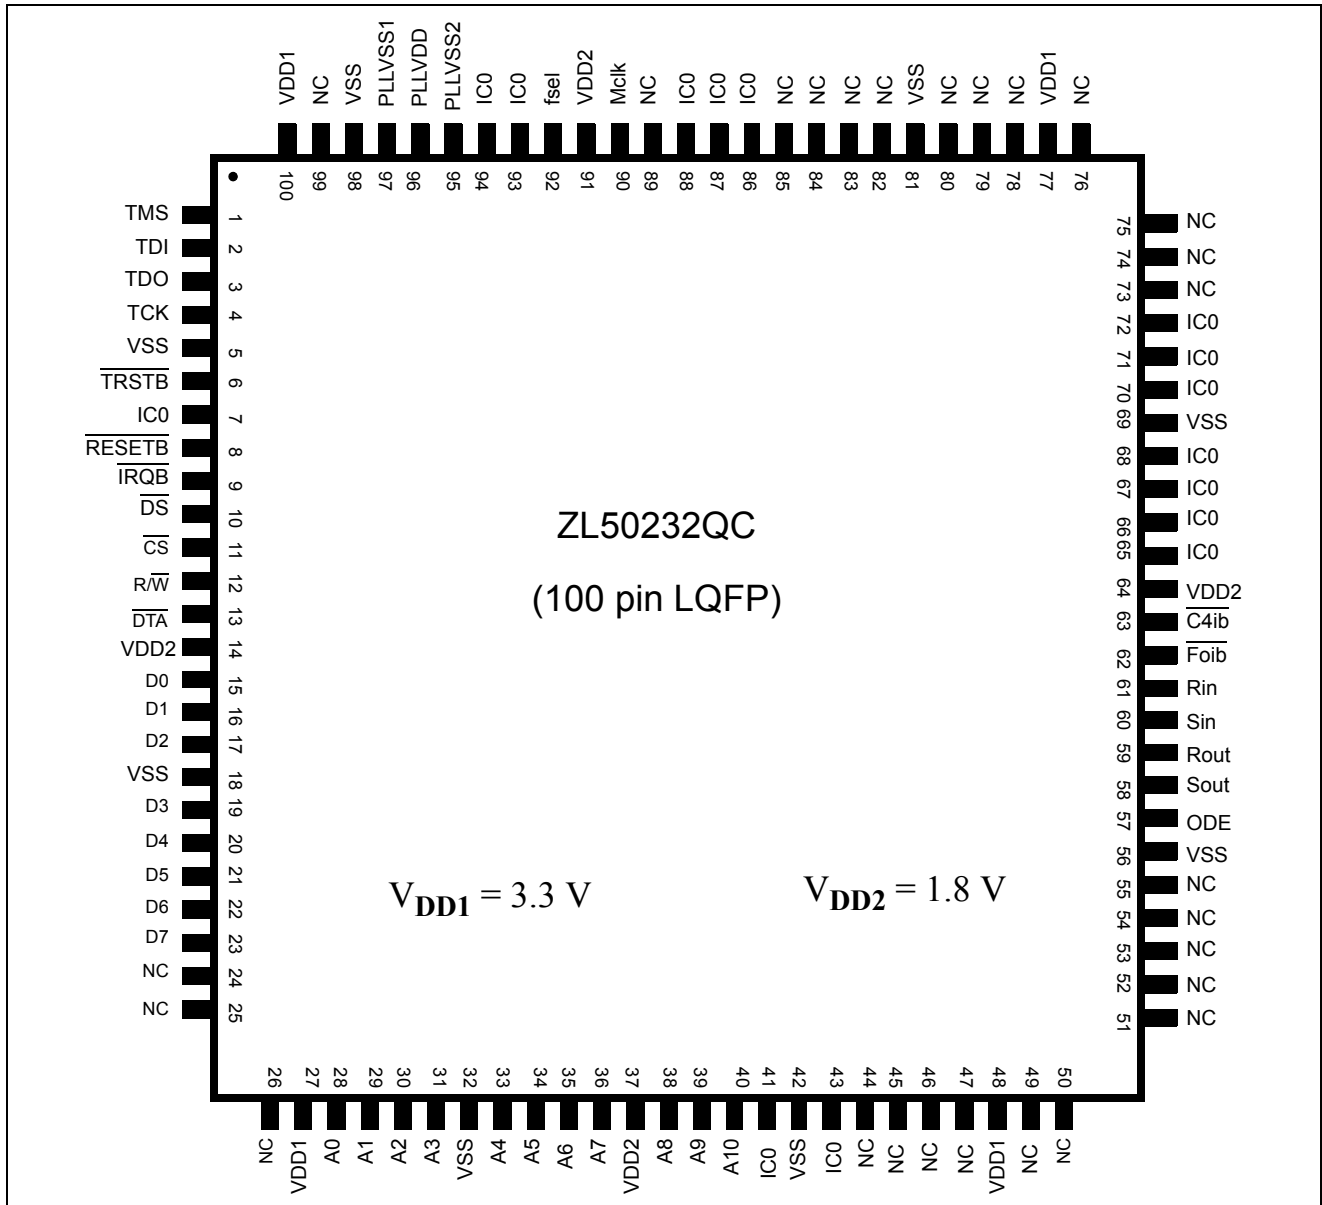 VDD1 NC VSS PLLVSS1 PLLVDD PLLVSS2 IC0 IC0 fsel VDD2 Mclk NC IC0 IC0 IC0 NC NC NC NC VSS NC NC NC VDD1 NC
100 99 98 97 96 95 94 93 92 91 90 89 88 87 86 85 84 83 82 81 80 79 78 77 76
TMS 1
TDI 2
TDO 3
TCK 4
VSS 5
TRSTB 6
IC0 7
RESETB 8
IRQB 9
DS 10
CS 11
R/W 12
DTA 13
VDD2 14
D0 15
D1 16
D2 17
VSS 18
D3 19
D4 20
D5 21
D6 22
D7 23
NC 24
NC 25
75 NC
74 NC
73 NC
72 IC0
71 IC0
70 IC0
69 VSS
68 IC0
67 IC0
66 IC0
65 IC0
64 VDD2
63 C4ib
62 Foib
61 Rin
60 Sin
59 Rout
58 Sout
57 ODE
56 VSS
55 NC
54 NC
53 NC
52 NC
51 NC
ZL50232QC
(100 pin LQFP)
VDD1 = 3.3 V
VDD2 = 1.8 V
26 27 28 29 30 31 32 33 34 35 36 37 38 39 40 41 42 43 44 45 46 47 48 49 50
NC VDD1 A0 A1 A2 A3 VSS A4 A5 A6 A7 VDD2 A8 A9 A10 IC0 VSS IC0 NC NC NC NC VDD1 NC NC